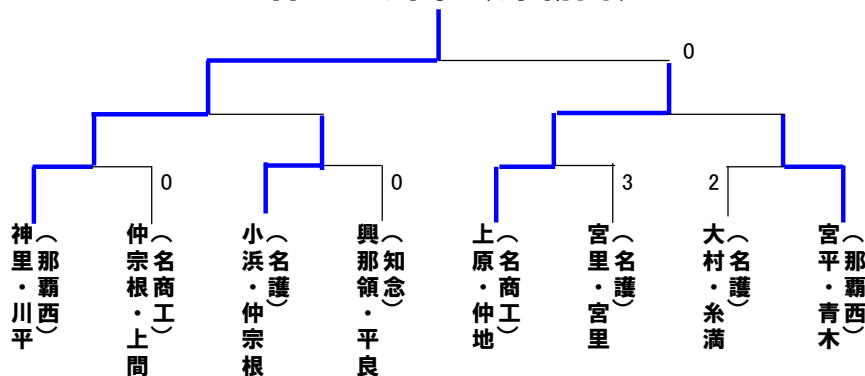 0
0
0
3
2
神里・川平
（那覇西）
仲宗根・上間
（名商工）
小浜・仲宗根
（名護）
興那領・平良
（知念）
上原・仲地
（名商工）
宮里・宮里
（名護）
大村・糸満
（名護）
宮平・青木
（那覇西）